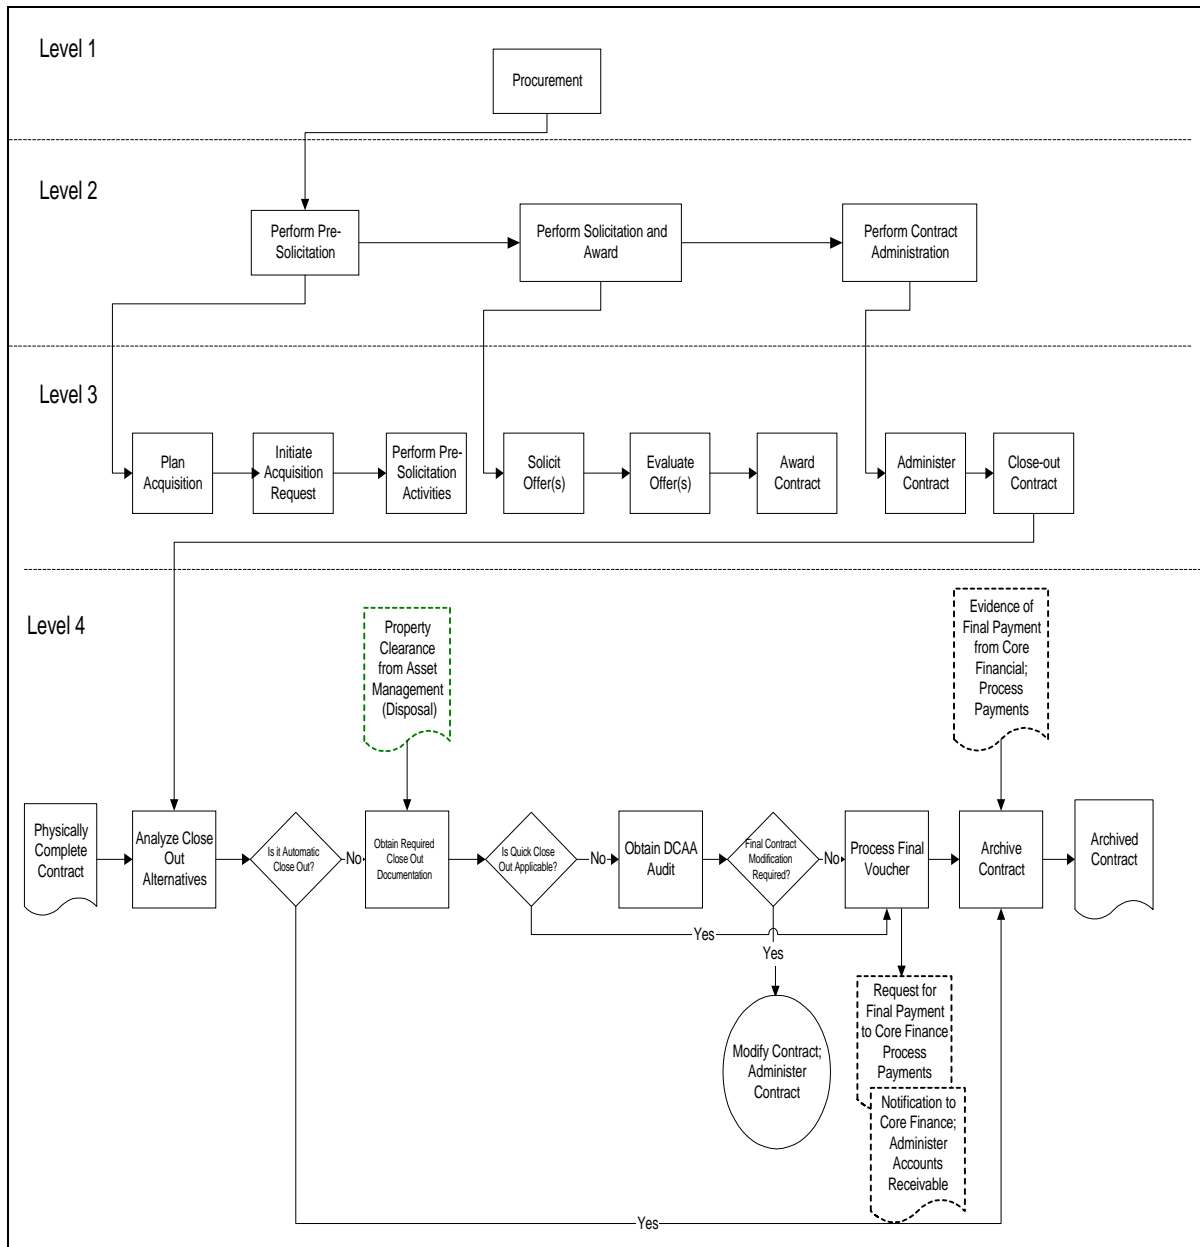 Level 1
Procurement
Level 2
Perform Pre-
Solicitation
Perform Solicitation and
Award
Perform Contract
Administration
Level 3
Plan
Acquisition
Initiate
Acquisition
Request
Perform Pre-
Solicitation
Activities
Solicit
Offer(s)
Evaluate
Offer(s)
Award
Contract
Administer
Contract
Close-out
Contract
Level 4
Property
Clearance
from Asset
Management
(Disposal)
Evidence of
Final Payment
from Core
Financial;
Process
Payments
Physically
Complete
Contract
Analyze Close
Out
Alternatives
Is it Automatic
Close Out?
No
Obtain Required
Close Out
Documentation
Is Quick Close
Out Applicable?
No
Obtain DCAA
Audit
Final Contract
Modification
Required?
No
Process Final
Voucher
Archive
Contract
Archived
Contract
Yes
Yes
Modify Contract;
Administer
Contract
Request for
Final Payment
to Core Finance
Process
Payments
Notification to
Core Finance;
Administer
Accounts
Receivable
Yes